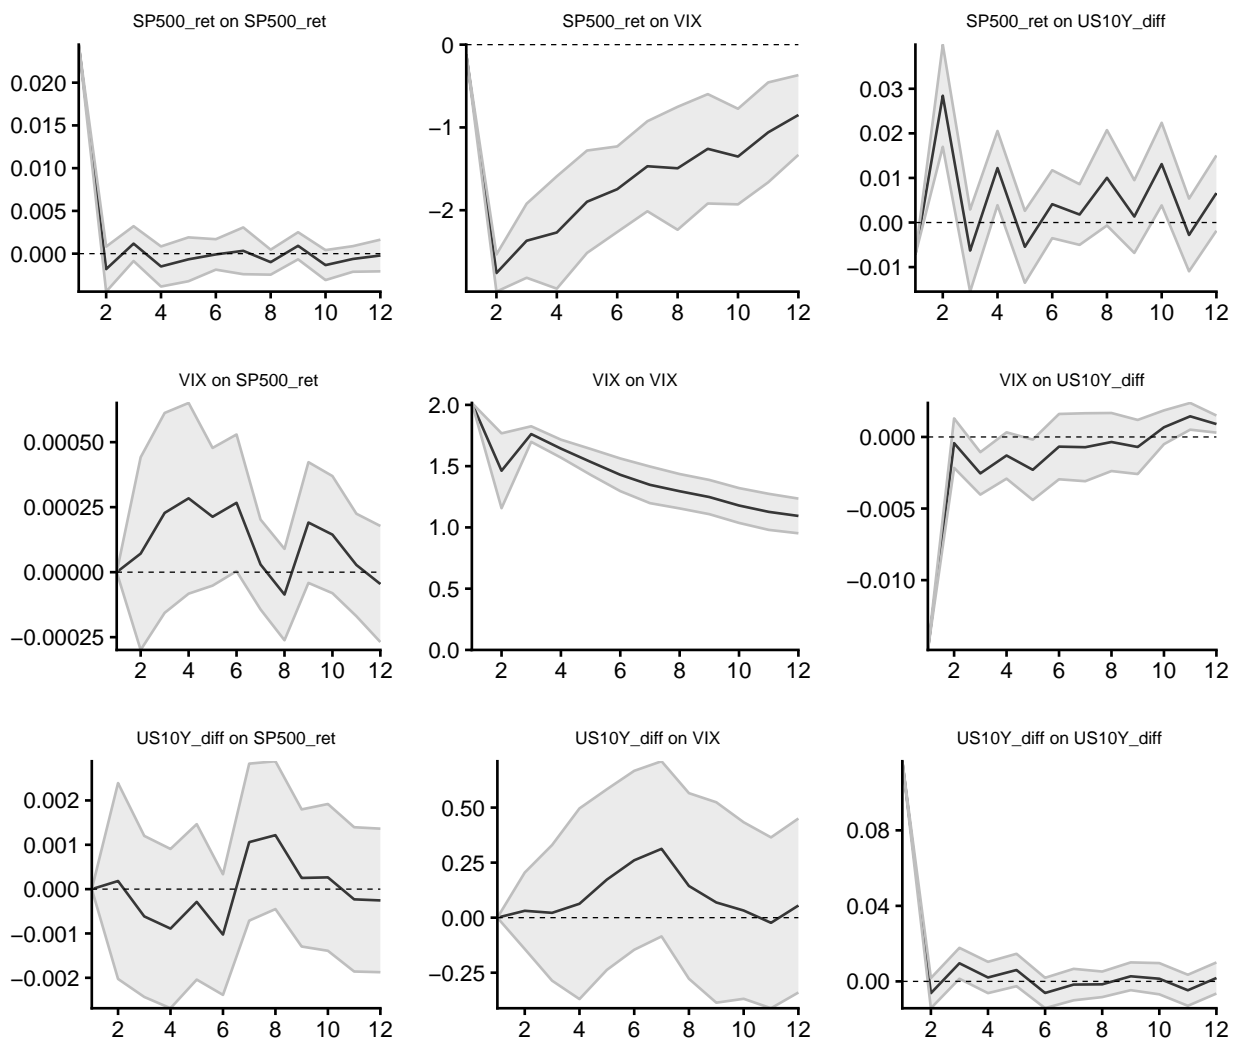 SP500_ret on SP500_ret
0.020
0.015
0.010
0.005
0.000
2 4 6 8 10 12
SP500_ret on VIX
0
−1
−2
2 4 6 8 10 12
SP500_ret on US10Y_diff
0.03
0.02
0.01
0.00
−0.01
2 4 6 8 10 12
VIX on SP500_ret
0.00050
0.00025
0.00000
−0.00025
2 4 6 8 10 12
VIX on VIX
2.0
1.5
1.0
0.5
0.0
2 4 6 8 10 12
VIX on US10Y_diff
0.000
−0.005
−0.010
2 4 6 8 10 12
US10Y_diff on SP500_ret
0.002
0.001
0.000
−0.001
−0.002
2 4 6 8 10 12
US10Y_diff on VIX
0.50
0.25
0.00
−0.25
2 4 6 8 10 12
US10Y_diff on US10Y_diff
0.08
0.04
0.00
2 4 6 8 10 12